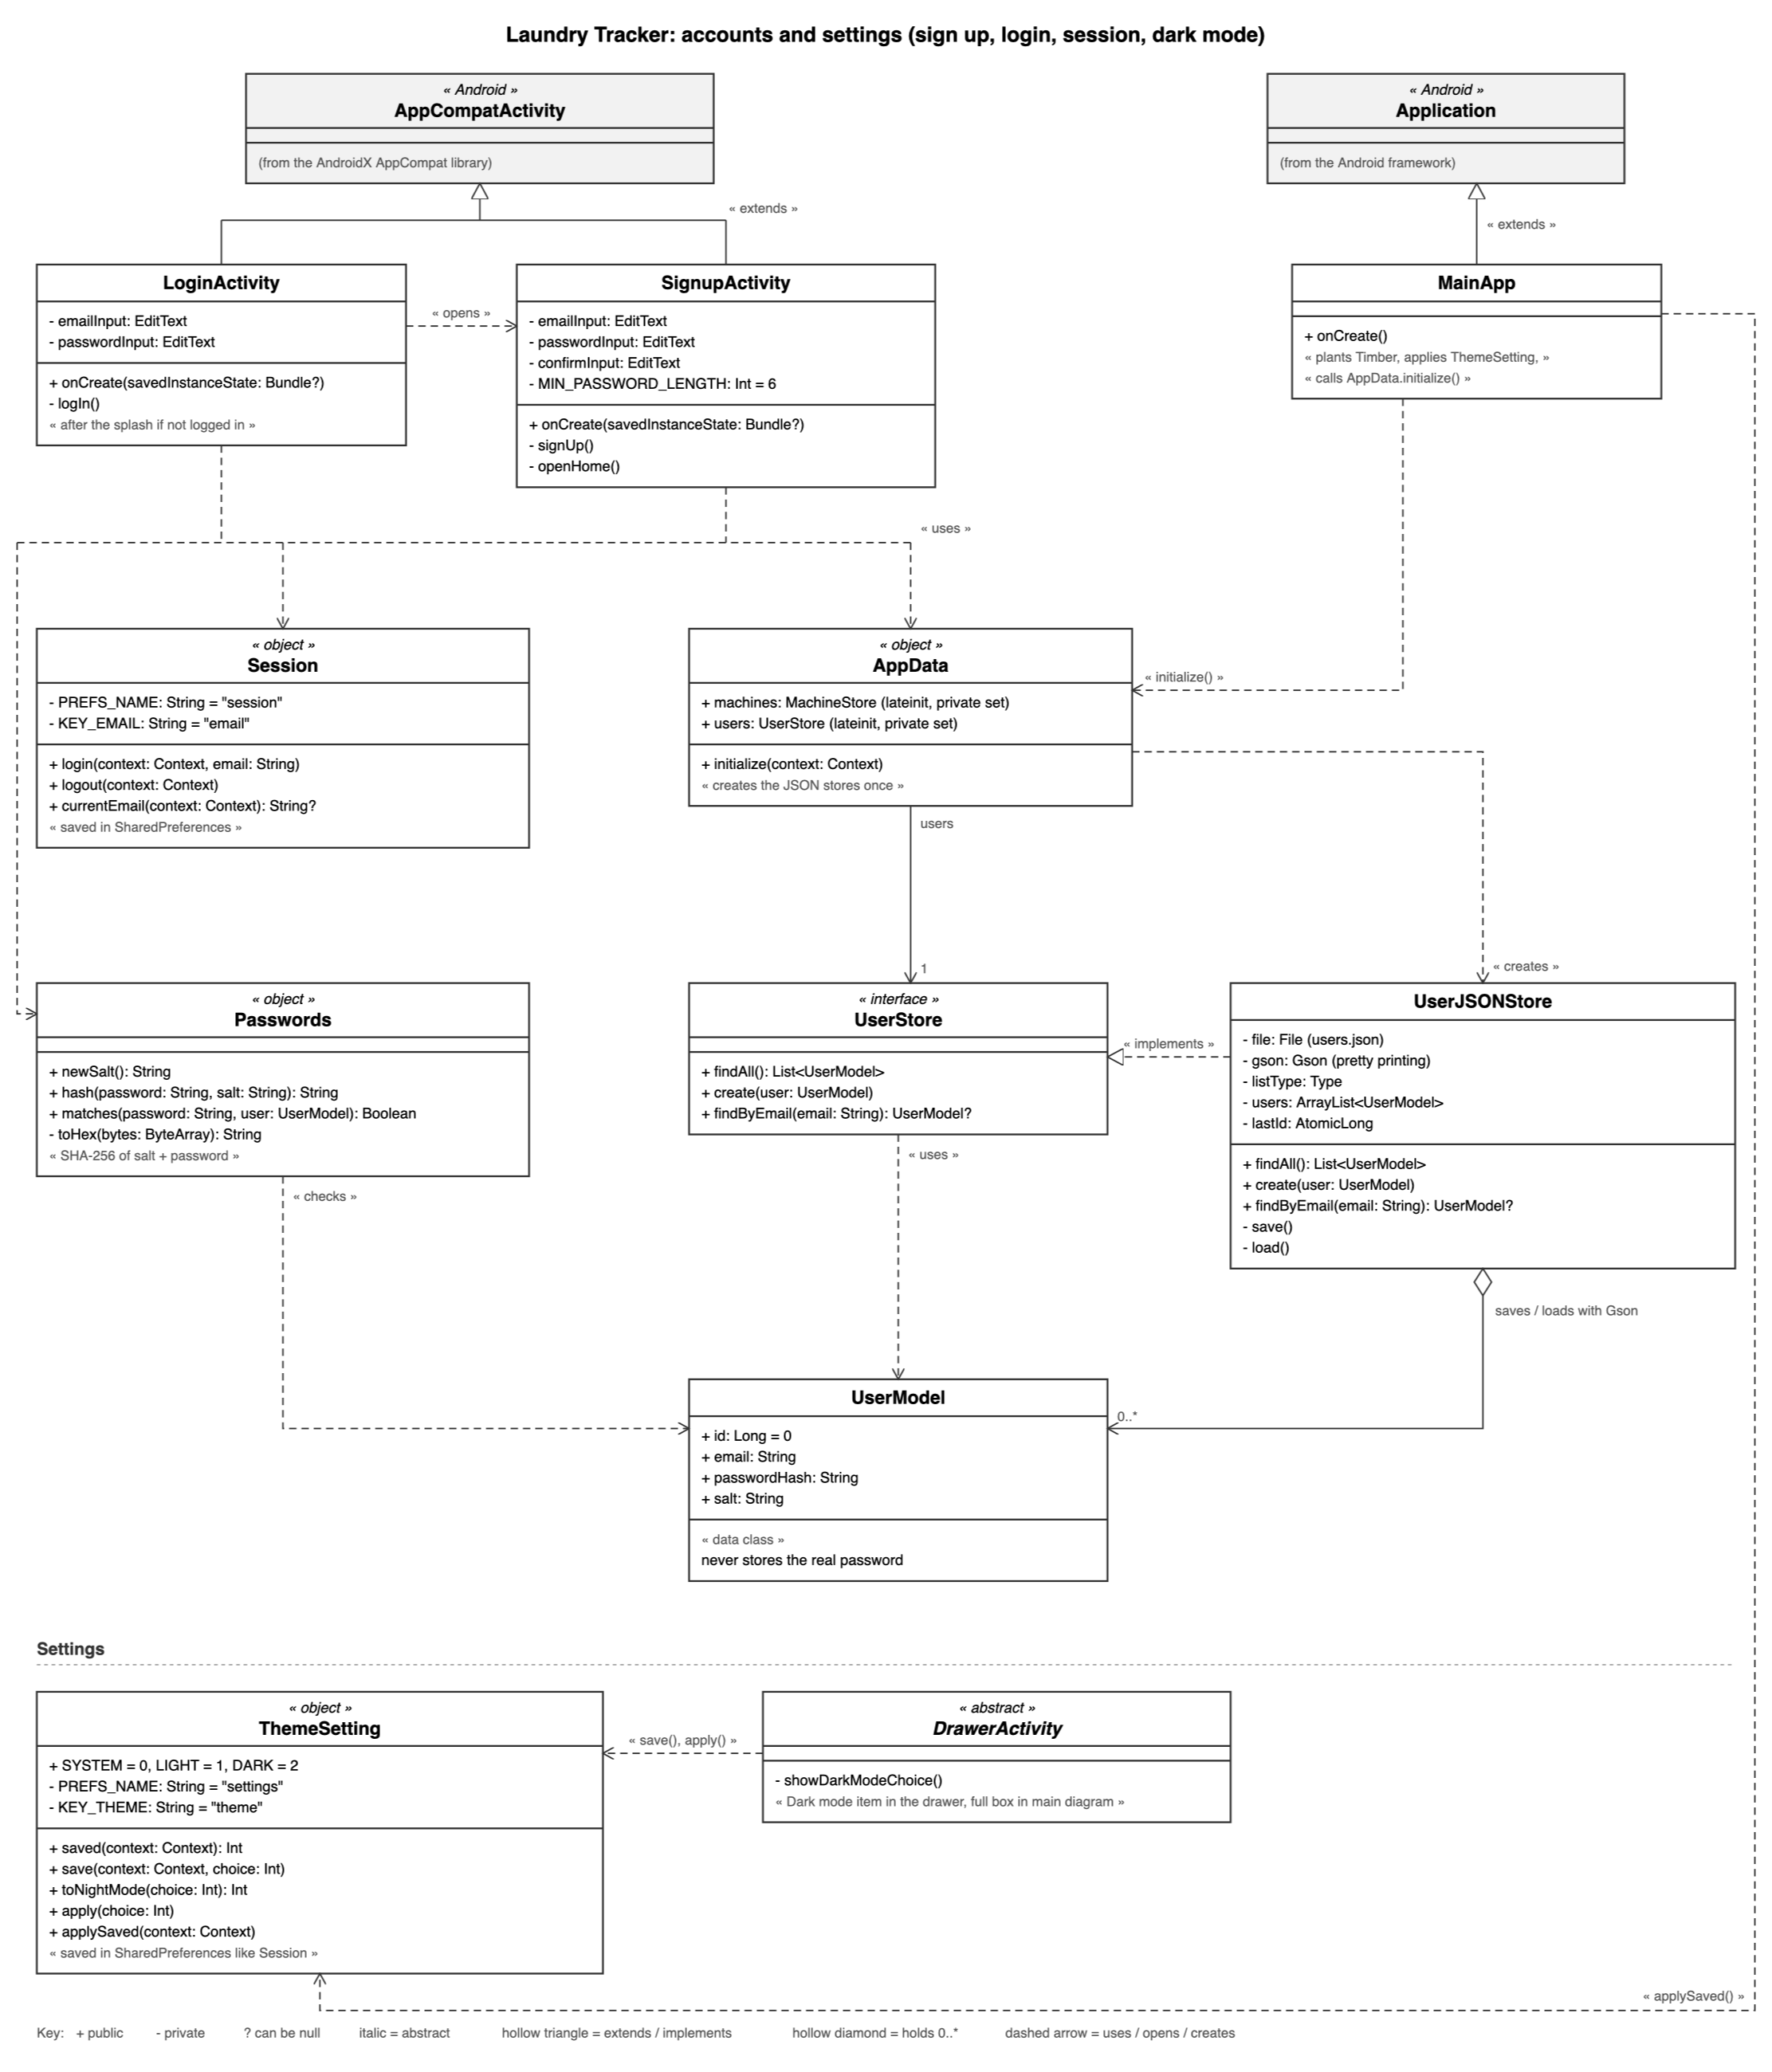 Laundry Tracker: accounts and settings (sign up, login, session, dark mode)
« Android »
AppCompatActivity
(from the AndroidX AppCompat library)
« Android »
Application
(from the Android framework)
« extends »
« extends »
LoginActivity
- emailInput: EditText
- passwordInput: EditText
+ onCreate(savedInstanceState: Bundle?)
- logIn()
« after the splash if not logged in »
« opens »
SignupActivity
- emailInput: EditText
- passwordInput: EditText
- confirmInput: EditText
- MIN_PASSWORD_LENGTH: Int = 6
+ onCreate(savedInstanceState: Bundle?)
- signUp()
- openHome()
MainApp
+ onCreate()
« plants Timber, applies ThemeSetting, »
« calls AppData.initialize() »
« uses »
« object »
Session
- PREFS_NAME: String = "session"
- KEY_EMAIL: String = "email"
+ login(context: Context, email: String)
+ logout(context: Context)
+ currentEmail(context: Context): String?
« saved in SharedPreferences »
« object »
AppData
+ machines: MachineStore (lateinit, private set)
+ users: UserStore (lateinit, private set)
+ initialize(context: Context)
« creates the JSON stores once »
« initialize() »
users
1
« creates »
« object »
Passwords
+ newSalt(): String
+ hash(password: String, salt: String): String
+ matches(password: String, user: UserModel): Boolean
- toHex(bytes: ByteArray): String
« SHA-256 of salt + password »
« interface »
UserStore
+ findAll(): List<UserModel>
+ create(user: UserModel)
+ findByEmail(email: String): UserModel?
« implements »
UserJSONStore
- file: File (users.json)
- gson: Gson (pretty printing)
- listType: Type
- users: ArrayList<UserModel>
- lastId: AtomicLong
+ findAll(): List<UserModel>
+ create(user: UserModel)
+ findByEmail(email: String): UserModel?
- save()
- load()
« checks »
« uses »
saves / loads with Gson
0..*
UserModel
+ id: Long = 0
+ email: String
+ passwordHash: String
+ salt: String
« data class »
never stores the real password
Settings
« object »
ThemeSetting
+ SYSTEM = 0, LIGHT = 1, DARK = 2
- PREFS_NAME: String = "settings"
- KEY_THEME: String = "theme"
+ saved(context: Context): Int
+ save(context: Context, choice: Int)
+ toNightMode(choice: Int): Int
+ apply(choice: Int)
+ applySaved(context: Context)
« saved in SharedPreferences like Session »
« save(), apply() »
« abstract »
DrawerActivity
- showDarkModeChoice()
« Dark mode item in the drawer, full box in main diagram »
« applySaved() »
Key: + public - private ? can be null italic = abstract hollow triangle = extends / implements hollow diamond = holds 0..* dashed arrow = uses / opens / creates